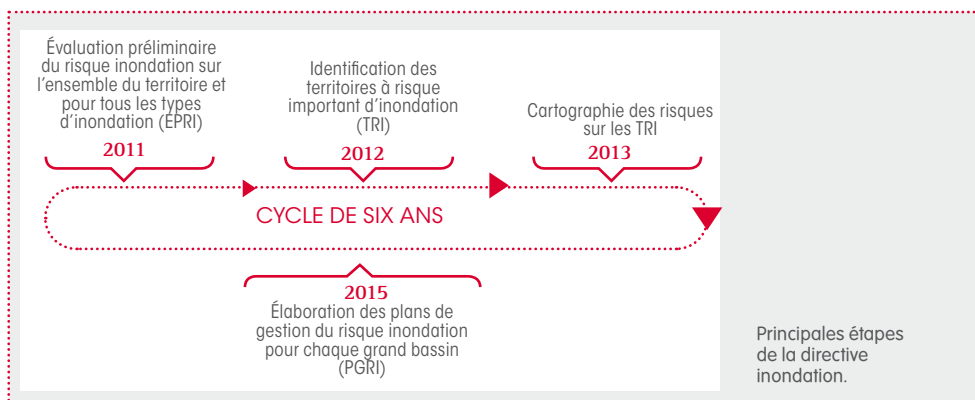 Évaluation préliminaire
du risque inondation sur
l'ensemble du territoire et
pour tous les types
d'inondation (EPRI)
2011
Identification des
territoires à risque
important d'inondation
(TRI)
2012
Cartographie des risques
sur les TRI
2013
CYCLE DE SIX ANS
2015
Élaboration des plans de
gestion du risque inondation
pour chaque grand bassin
(PGRI)
Principales étapes
de la directive
inondation.